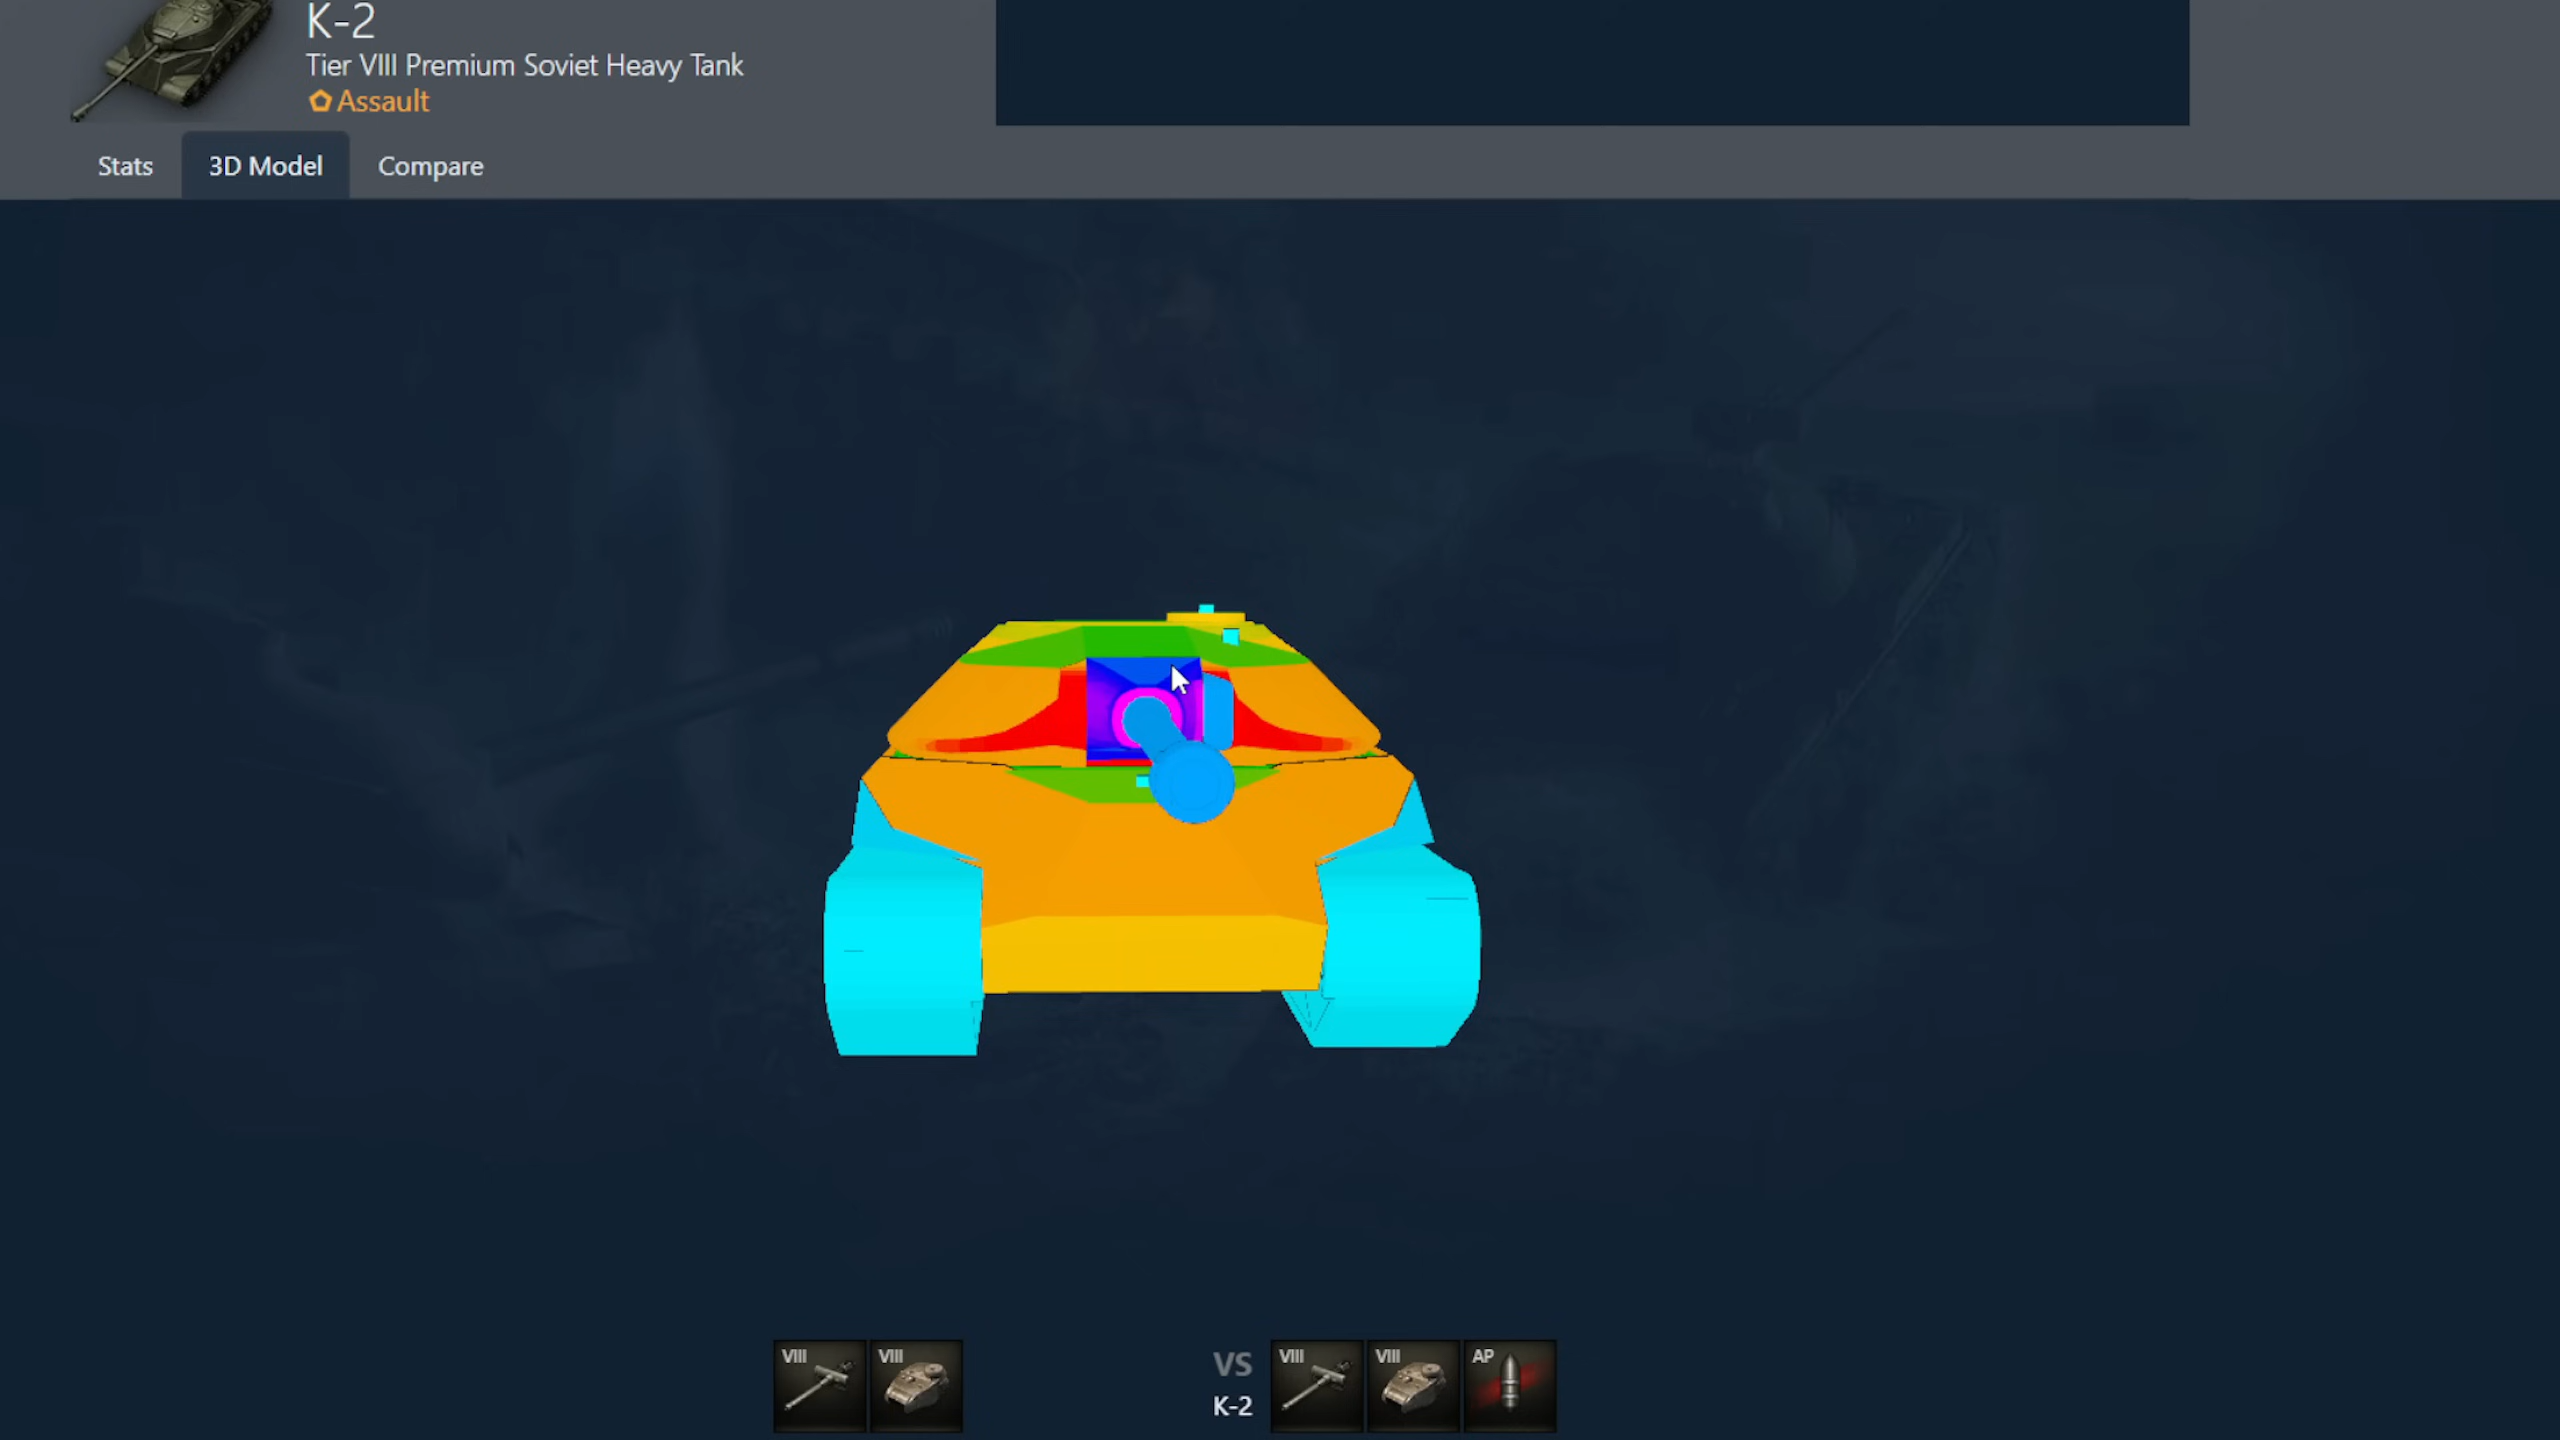 K-2
Tier VIII Premium Soviet Heavy Tank
Assault
Stats
3D Model
Compare
VIII
VIII
VS
K-2
VIII
VIII
AP